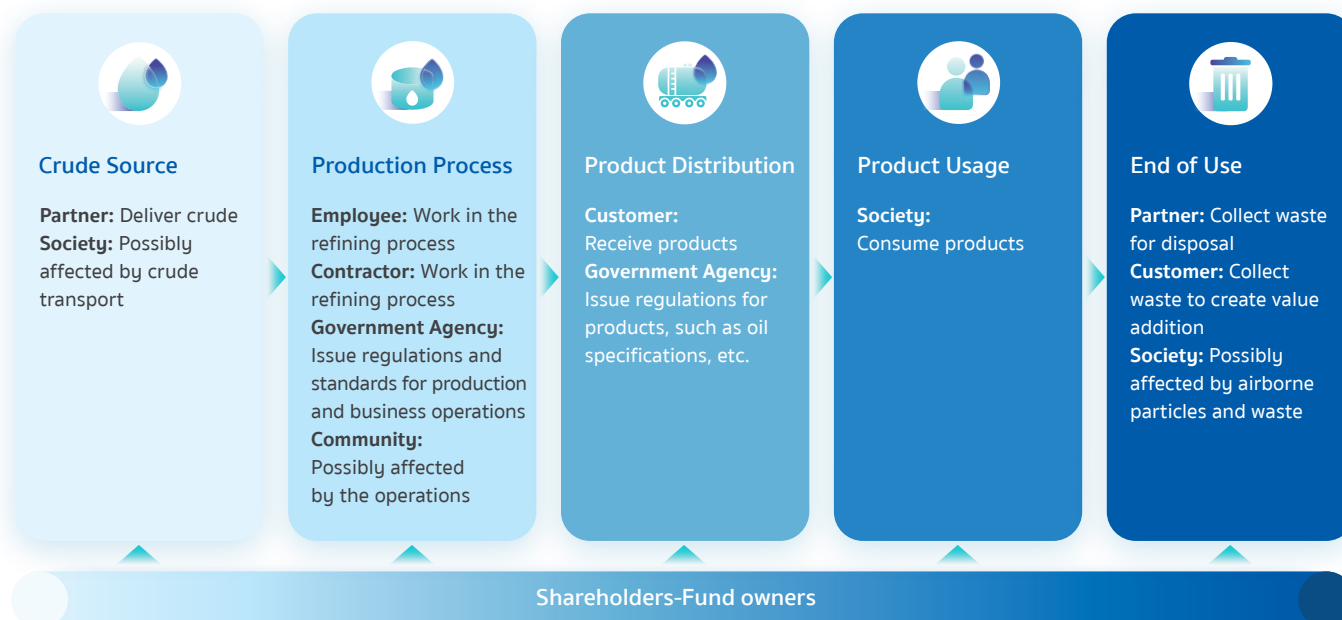 Crude Source
Partner: Deliver crude
Society: Possibly
affected by crude
transport
Production Process
Employee: Work in the
refining process
Contractor: Work in the
refining process
Government Agency:
Issue regulations and
standards for production
and business operations
Community:
Possibly affected
by the operations
Product Distribution
Customer:
Receive products
Government Agency:
Issue regulations for
products, such as oil
specifications, etc.
Product Usage
Society:
Consume products
End of Use
Partner: Collect waste
for disposal
Customer: Collect
waste to create value
addition
Society: Possibly
affected by airborne
particles and waste
Shareholders-Fund owners